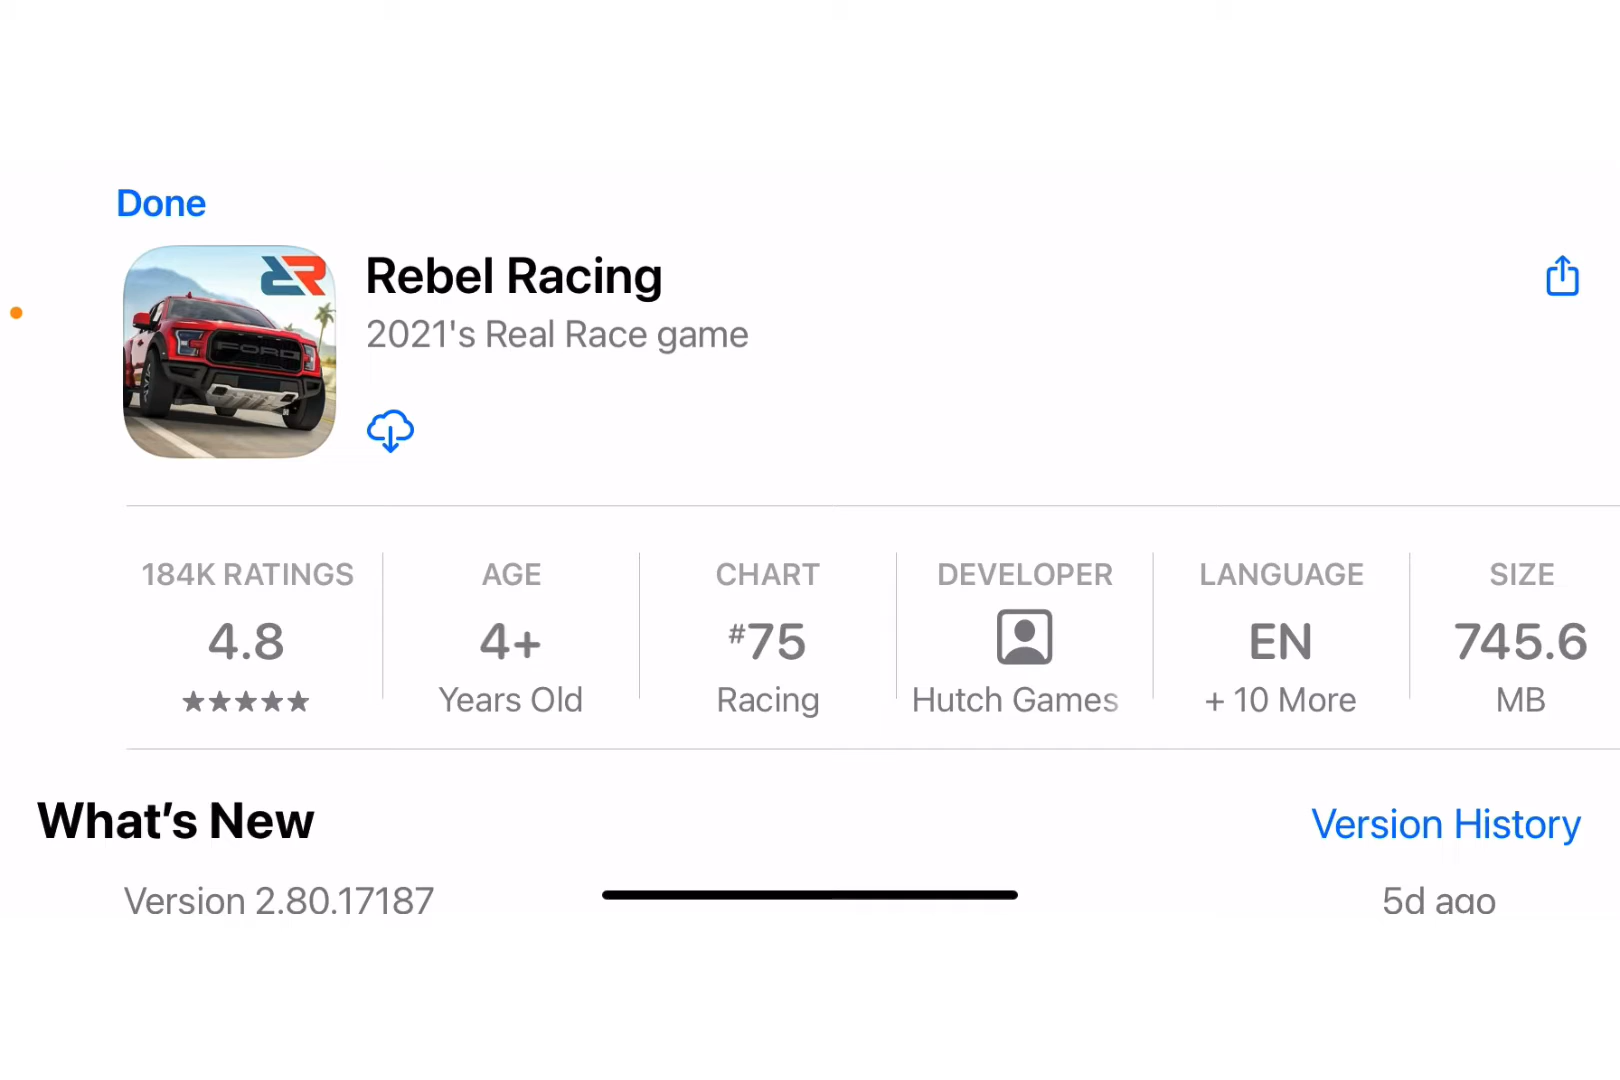 Done
Rebel Racing
2021's Real Race game
FORD
184K RATINGS
4.8
★★★★★
AGE
4+
Years Old
CHART
#75
Racing
DEVELOPER
Hutch Games
LANGUAGE
EN
+ 10 More
SIZE
745.6
MB
What's New
Version History
Version 2.80.17187
5d ago